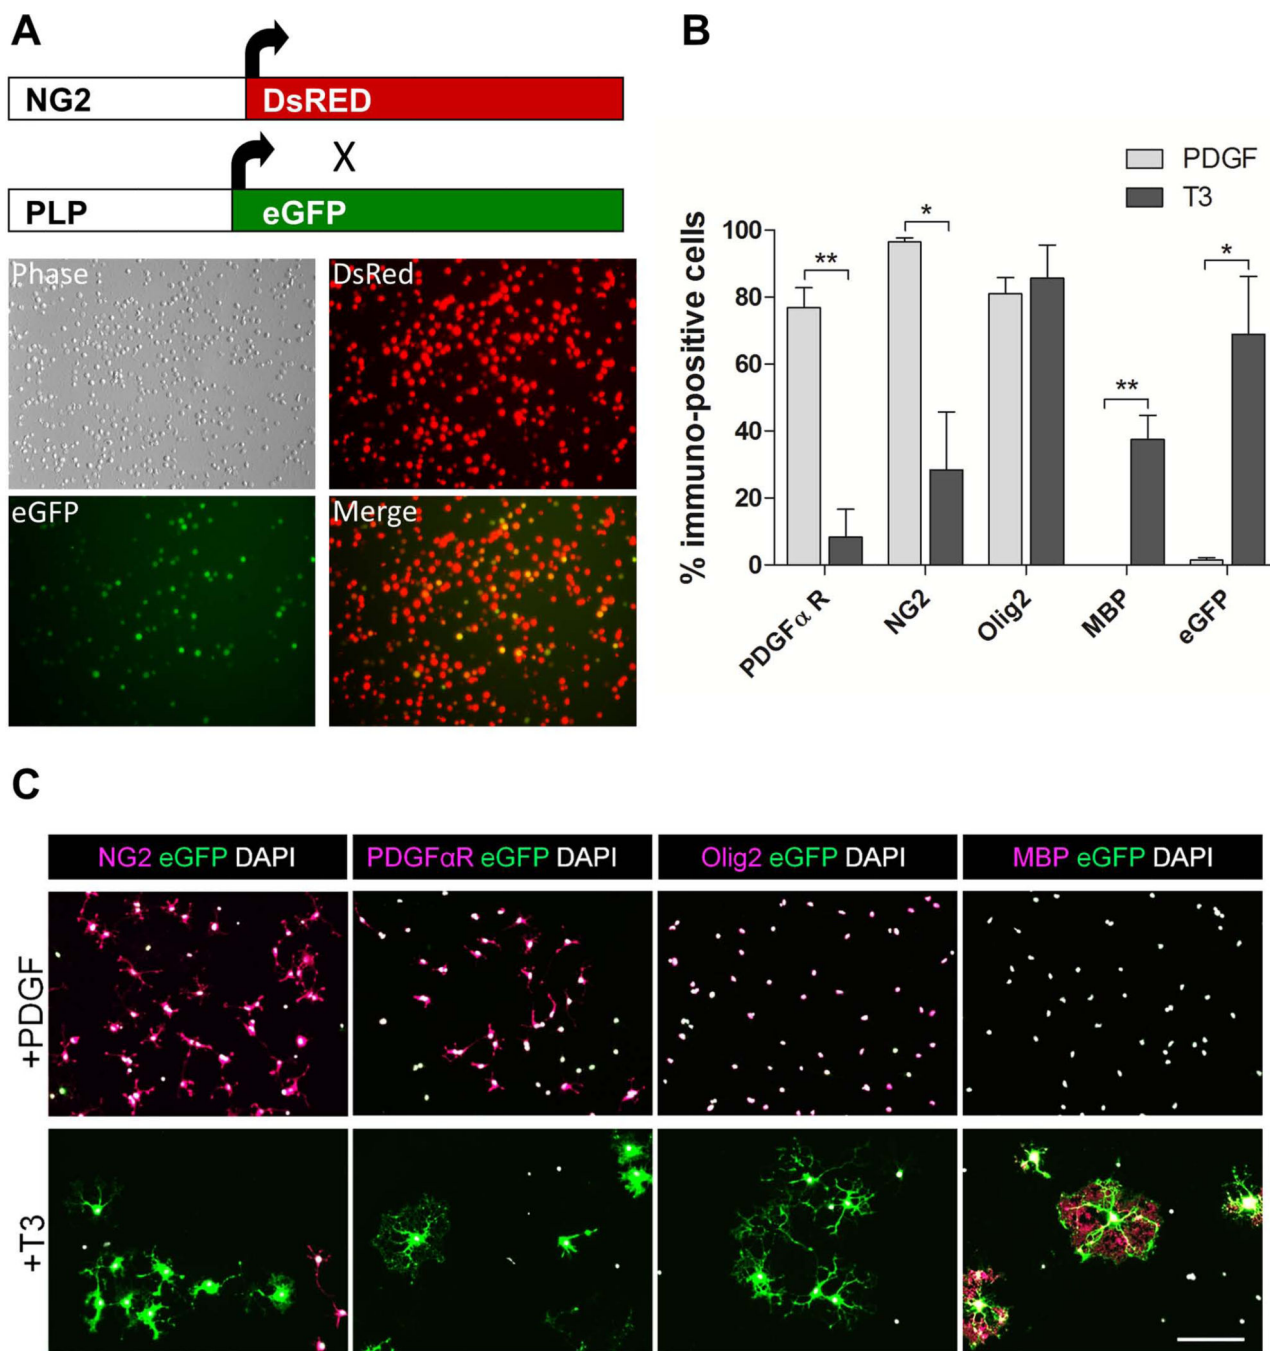 A
NG2 DsRED
X
PLP eGFP
Phase DsRed
eGFP Merge
B
PDGF
T3
% immuno-positive cells
100
80
60
40
20
0
** * ** *
PDGFα R NG2 Olig2 MBP eGFP
C
NG2 eGFP DAPI PDGFαR eGFP DAPI Olig2 eGFP DAPI MBP eGFP DAPI
+PDGF
+T3